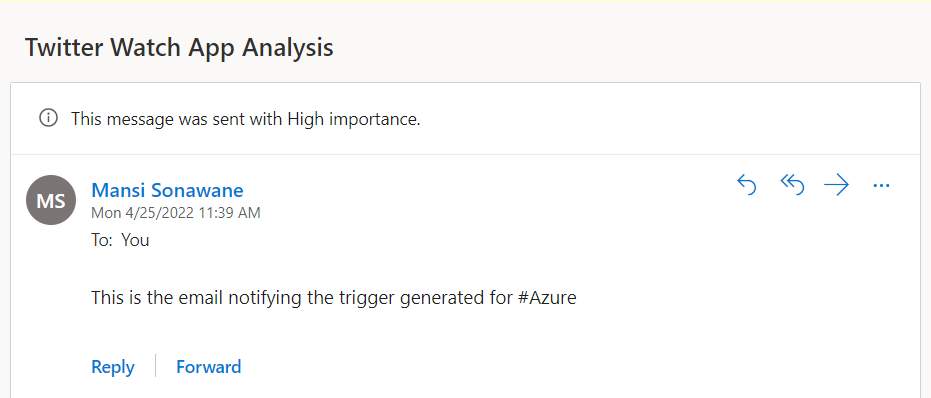 Twitter Watch App Analysis
This message was sent with High importance.
MS
Mansi Sonawane
Mon 4/25/2022 11:39 AM
To: You
This is the email notifying the trigger generated for #Azure
Reply
Forward